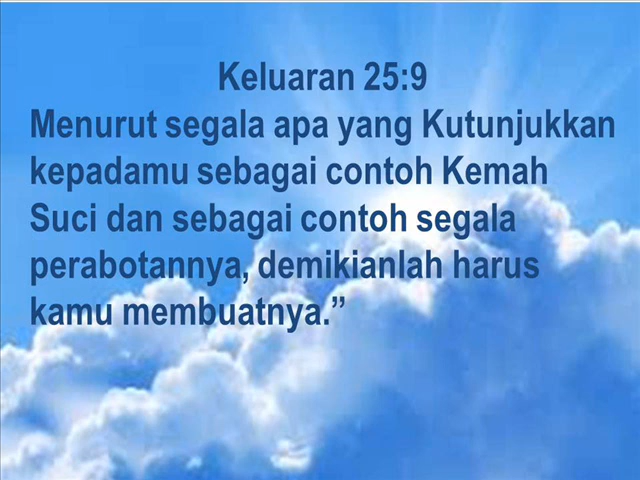 Keluaran 25:9
Menurut segala apa yang Kutunjukkan
kepadamu sebagai contoh Kemah
Suci dan sebagai contoh segala
perabotannya, demikianlah harus
kamu membuatnya.”